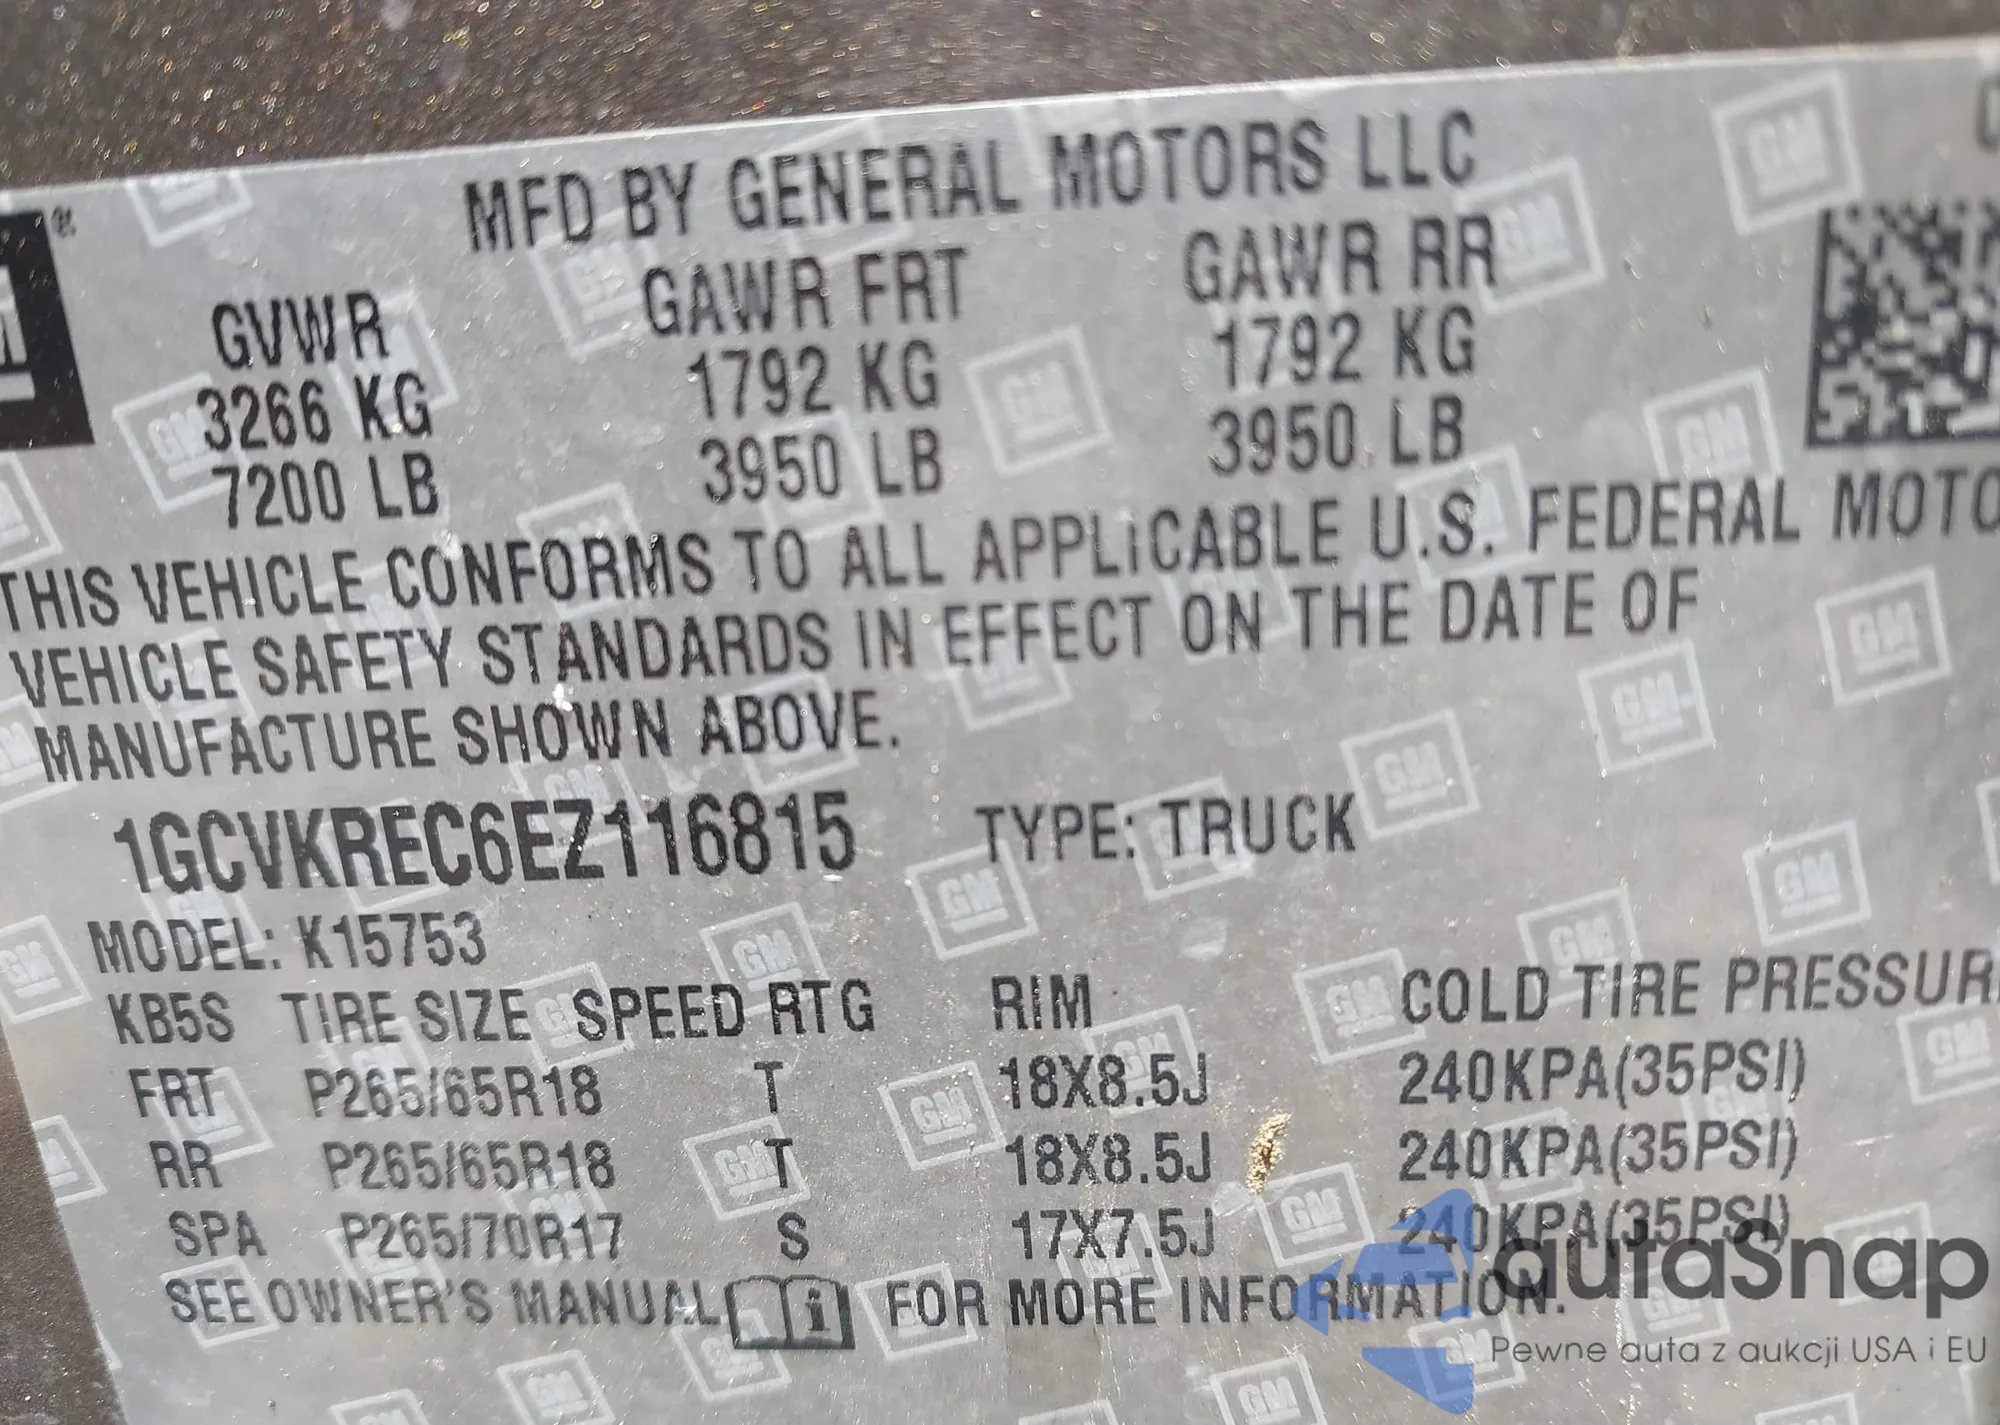 MFD BY GENERAL MOTORS LLC
GVWR GAWR FRT GAWR RR
3266 KG 1792 KG 1792 KG
7200 LB 3950 LB 3950 LB
THIS VEHICLE CONFORMS TO ALL APPLICABLE U.S. FEDERAL MOTO
VEHICLE SAFETY STANDARDS IN EFFECT ON THE DATE OF
MANUFACTURE SHOWN ABOVE.
1GCVKREC6EZ116815 TYPE: TRUCK
MODEL: K15753
KB5S TIRE SIZE SPEED RTG RIM COLD TIRE PRESSUR
FRT P265/65R18 T 18X8.5J 240KPA(35PSI)
RR P265/65R18 T 18X8.5J 240KPA(35PSI)
SPA P265/70R17 S 17X7.5J 240KPA(35PSI)
SEE OWNER'S MANUAL i FOR MORE INFORMATION.
autaSnap
Pewne auta z aukcji USA i EU